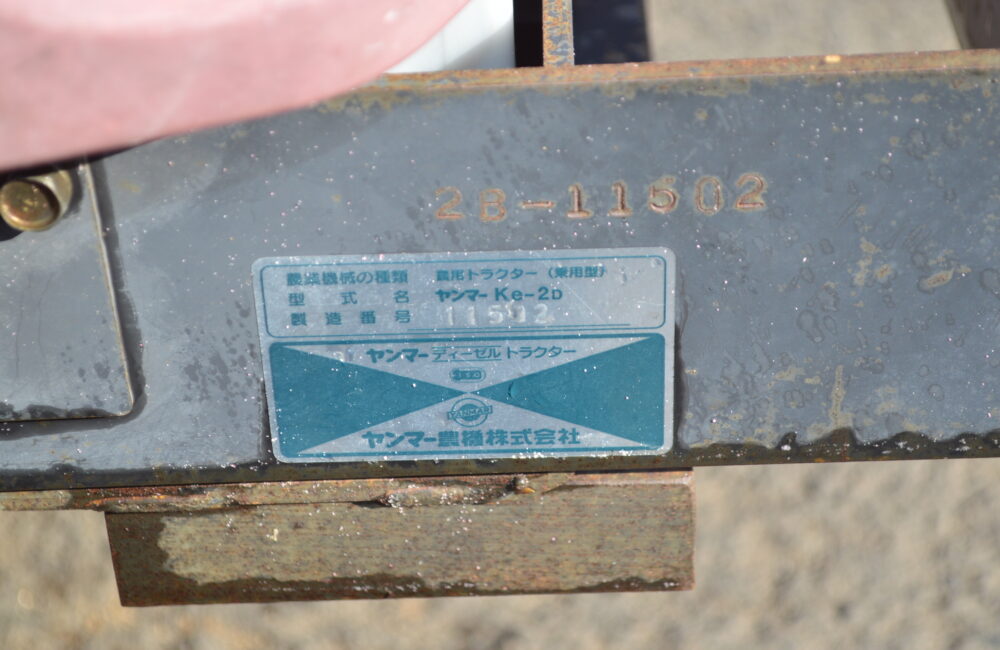 2B-11502
農業機械の種類 農用トラクター（乗用型）
型式名 ヤンマー Ke-2D
製造番号 11502
ヤンマーディーゼルトラクター
YANMAR
ヤンマー農機株式会社